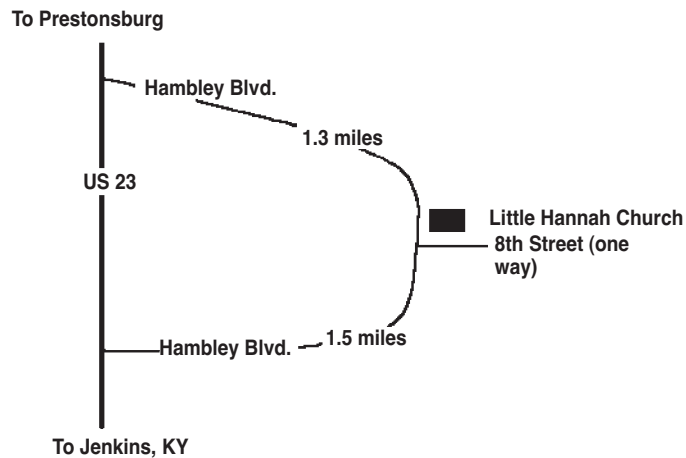 To Prestonsburg
Hambley Blvd.
1.3 miles
US 23
Little Hannah Church
8th Street (one
way)
1.5 miles
Hambley Blvd.
To Jenkins, KY